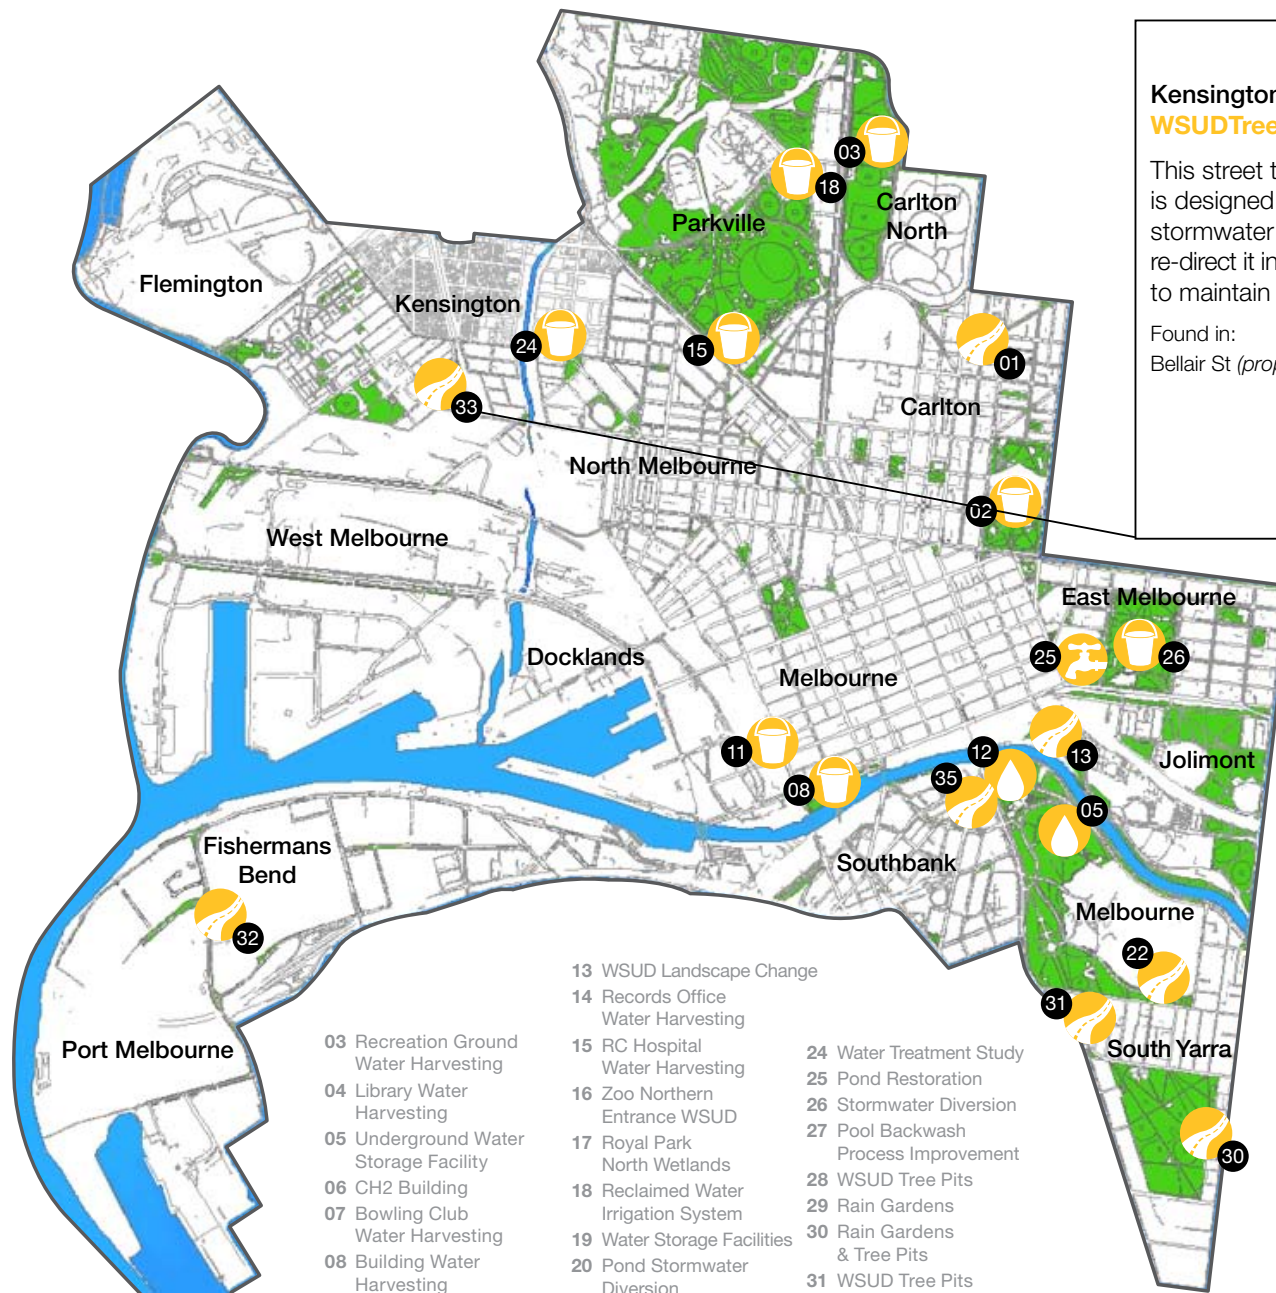 Kensington
WSUDTree
This street t
is designed
stormwater
re-direct it in
to maintain
Found in:
Bellair St (prop
03
18
Carlton
North
Parkville
Flemington
Kensington
24
15
01
33
Carlton
North Melbourne
02
West Melbourne
East Melbourne
25
26
Docklands
Melbourne
11
12
13
Jolimont
35
08
05
Fishermans
Bend
Southbank
Melbourne
32
22
31
Port Melbourne
South Yarra
30
03 Recreation Ground
Water Harvesting
04 Library Water
Harvesting
05 Underground Water
Storage Facility
06 CH2 Building
07 Bowling Club
Water Harvesting
08 Building Water
Harvesting
13 WSUD Landscape Change
14 Records Office
Water Harvesting
15 RC Hospital
Water Harvesting
16 Zoo Northern
Entrance WSUD
17 Royal Park
North Wetlands
18 Reclaimed Water
Irrigation System
19 Water Storage Facilities
20 Pond Stormwater
Diversion
24 Water Treatment Study
25 Pond Restoration
26 Stormwater Diversion
27 Pool Backwash
Process Improvement
28 WSUD Tree Pits
29 Rain Gardens
30 Rain Gardens
& Tree Pits
31 WSUD Tree Pits